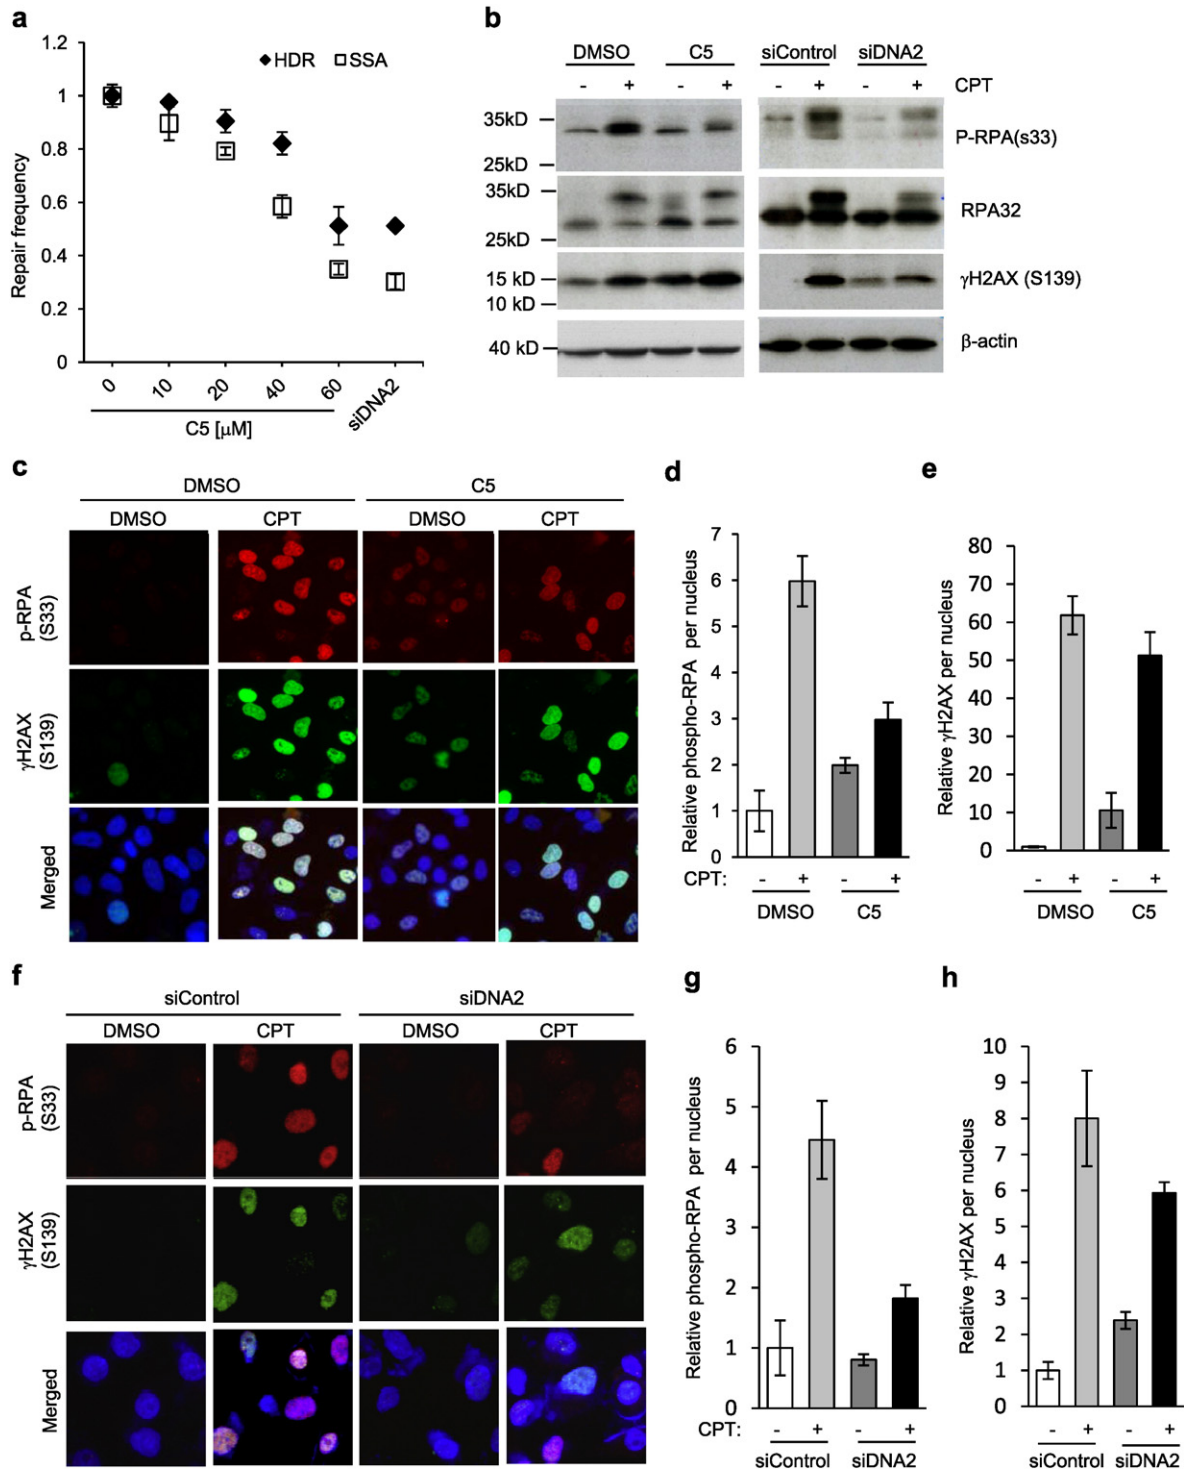 a
1.2
1
0.8
0.6
0.4
0.2
0
Repair frequency
HDR SSA
0 10 20 40 60 siDNA2
C5 [μM]
b
DMSO C5 siControl siDNA2
- + - + - + - + CPT
35kD
25kD
P-RPA(s33)
35kD
25kD
RPA32
15 kD
10 kD
γH2AX (S139)
40 kD
β-actin
c
DMSO C5
DMSO CPT DMSO CPT
p-RPA
(S33)
γH2AX
(S139)
Merged
d
Relative phospho-RPA per nucleus
7
6
5
4
3
2
1
0
CPT: - + - +
DMSO C5
e
Relative γH2AX per nucleus
80
70
60
50
40
30
20
10
0
- + - +
DMSO C5
f
siControl siDNA2
DMSO CPT DMSO CPT
p-RPA
(S33)
γH2AX
(S139)
Merged
g
Relative phospho-RPA per nucleus
6
5
4
3
2
1
0
CPT: - + - +
siControl siDNA2
h
Relative γH2AX per nucleus
10
9
8
7
6
5
4
3
2
1
0
- + - +
siControl siDNA2